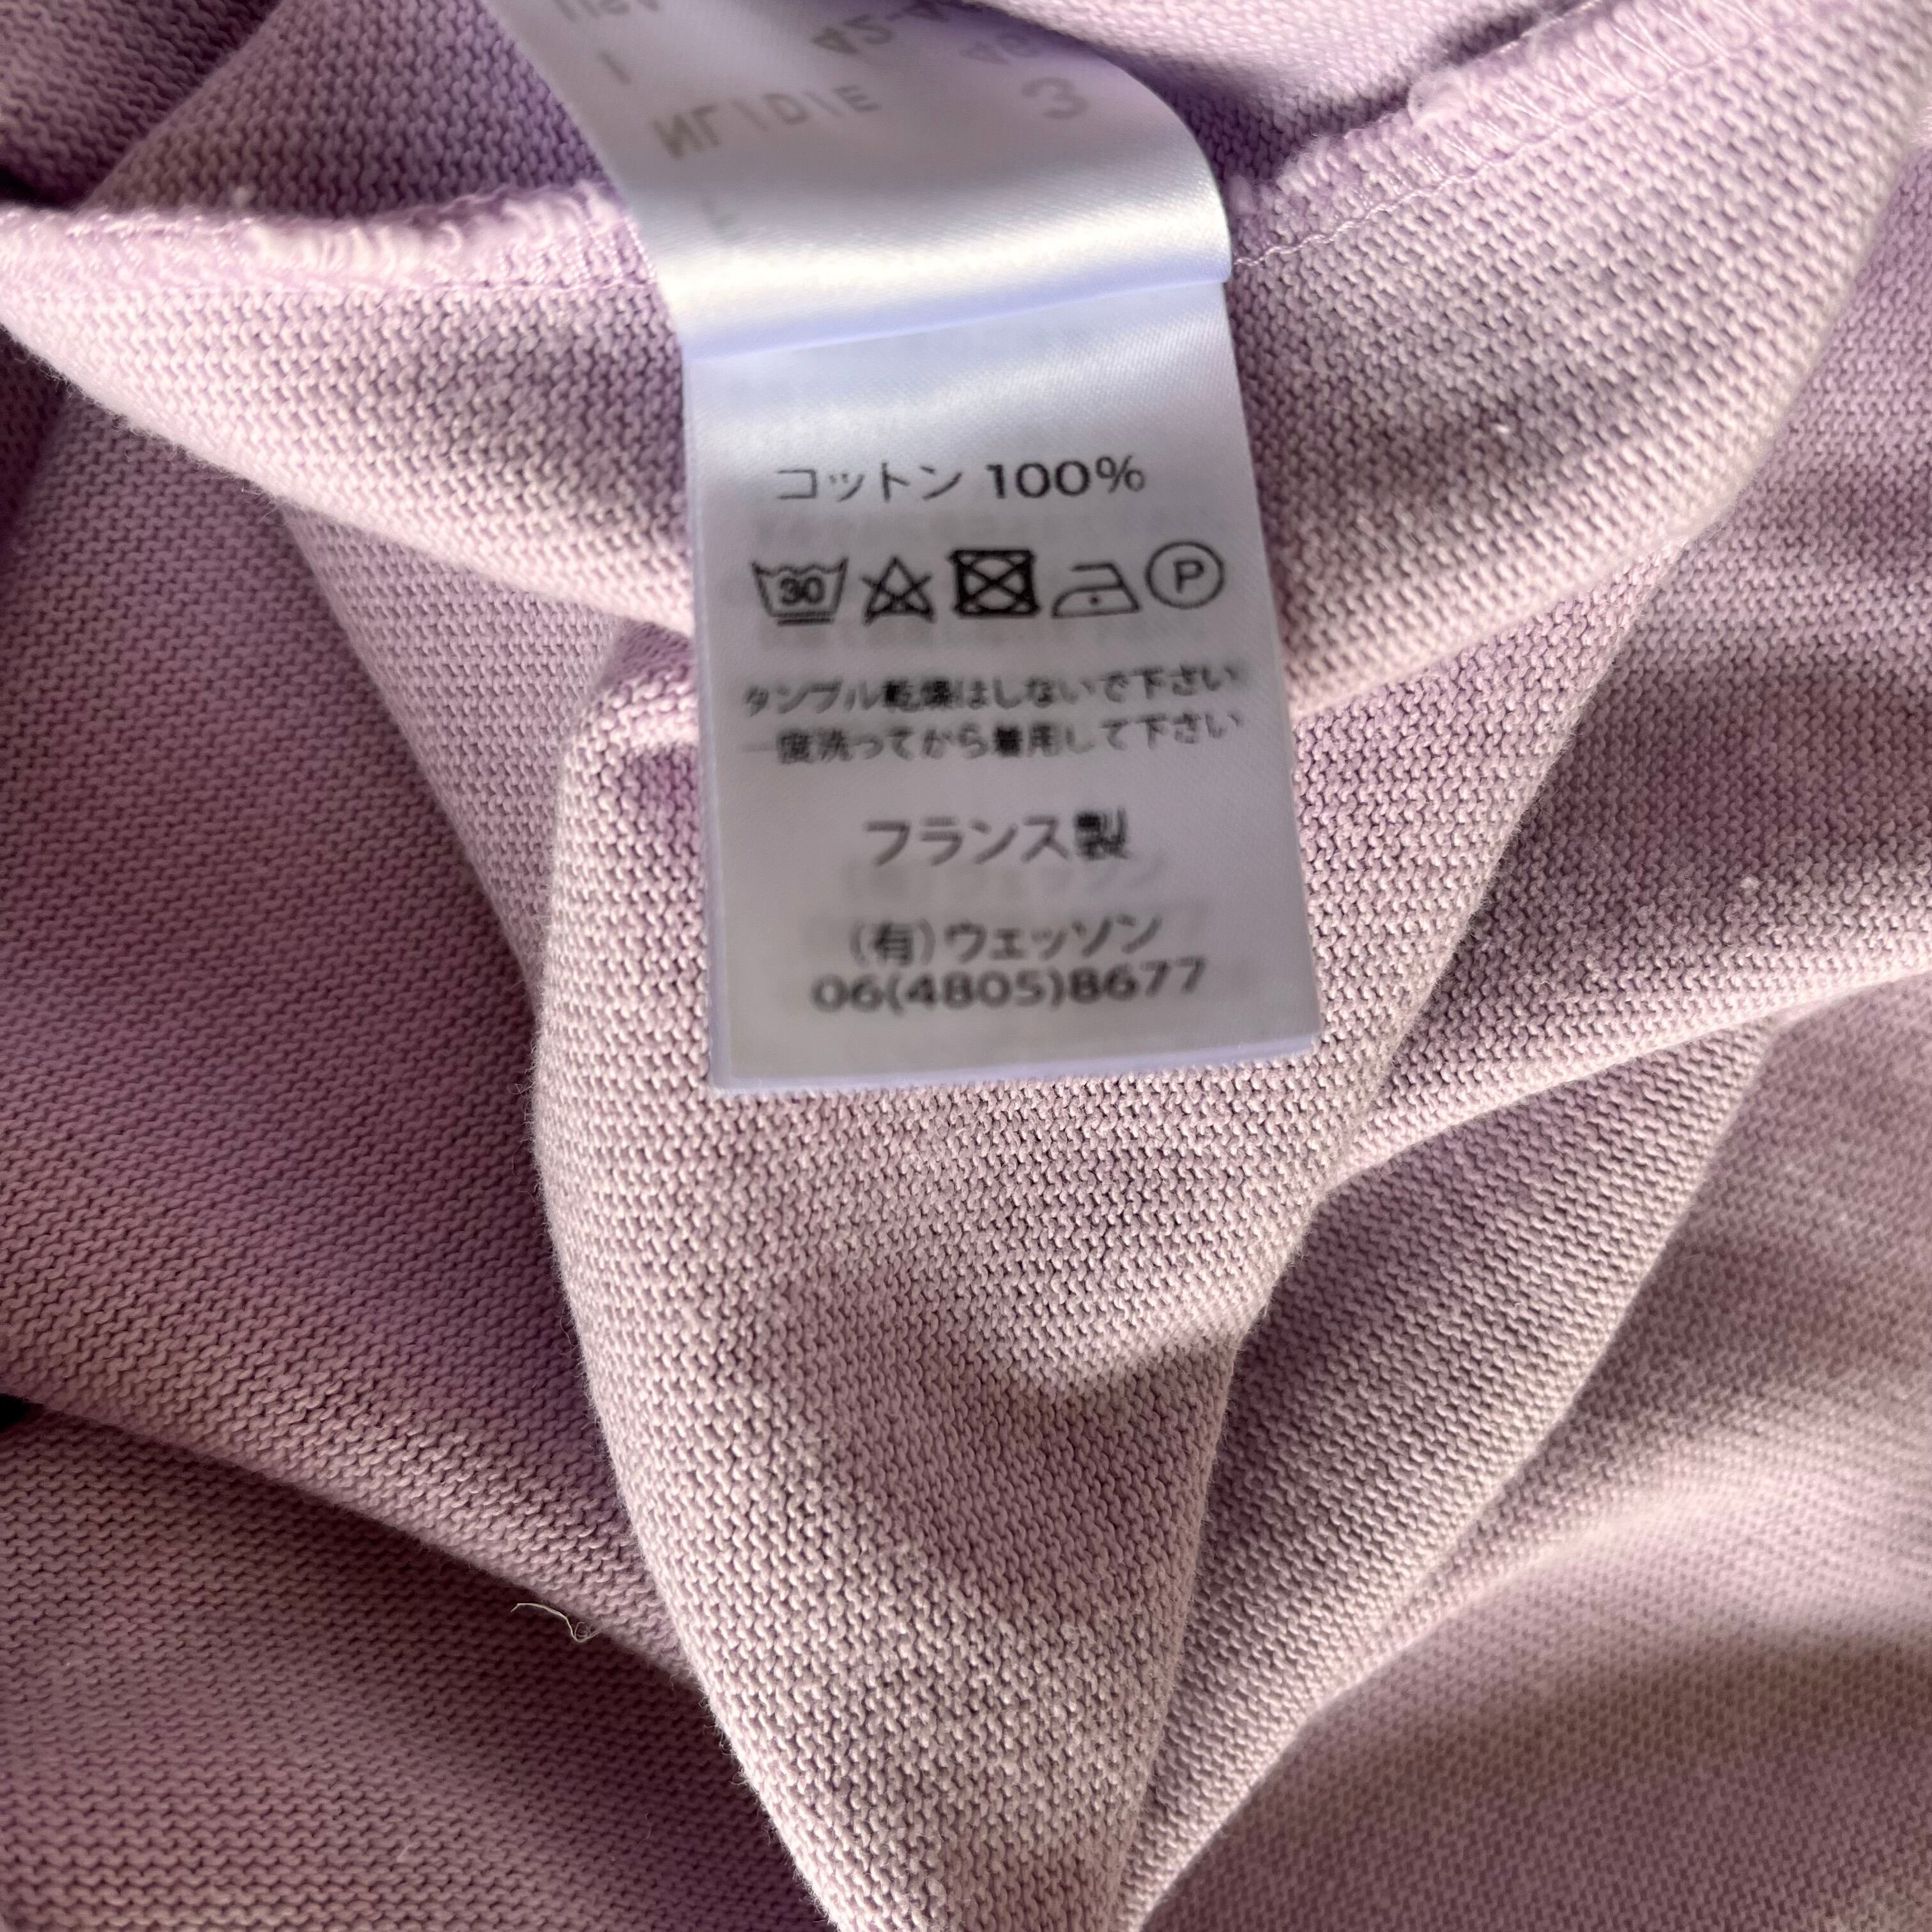 コットン 100%
30 P
タンブル乾燥はしないで下さい
一度洗ってから着用して下さい
フランス製
(有)ウェッソン
06(4805)8677